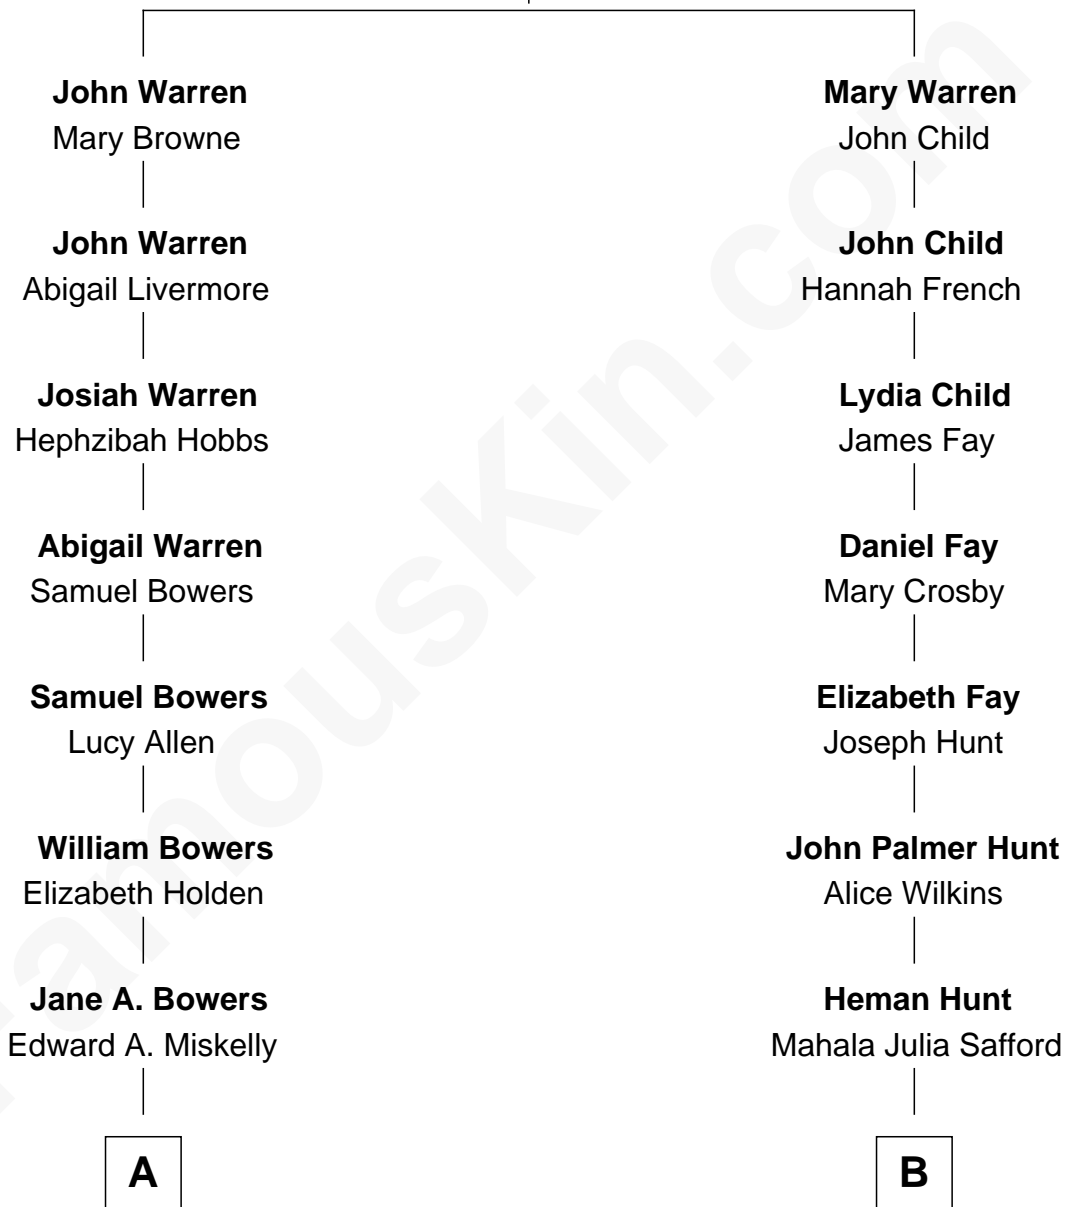 John Warren
Mary Browne
John Warren
Abigail Livermore
Josiah Warren
Hephzibah Hobbs
Abigail Warren
Samuel Bowers
Samuel Bowers
Lucy Allen
William Bowers
Elizabeth Holden
Jane A. Bowers
Edward A. Miskelly
A
Mary Warren
John Child
John Child
Hannah French
Lydia Child
James Fay
Daniel Fay
Mary Crosby
Elizabeth Fay
Joseph Hunt
John Palmer Hunt
Alice Wilkins
Heman Hunt
Mahala Julia Safford
B
FamousKin.com